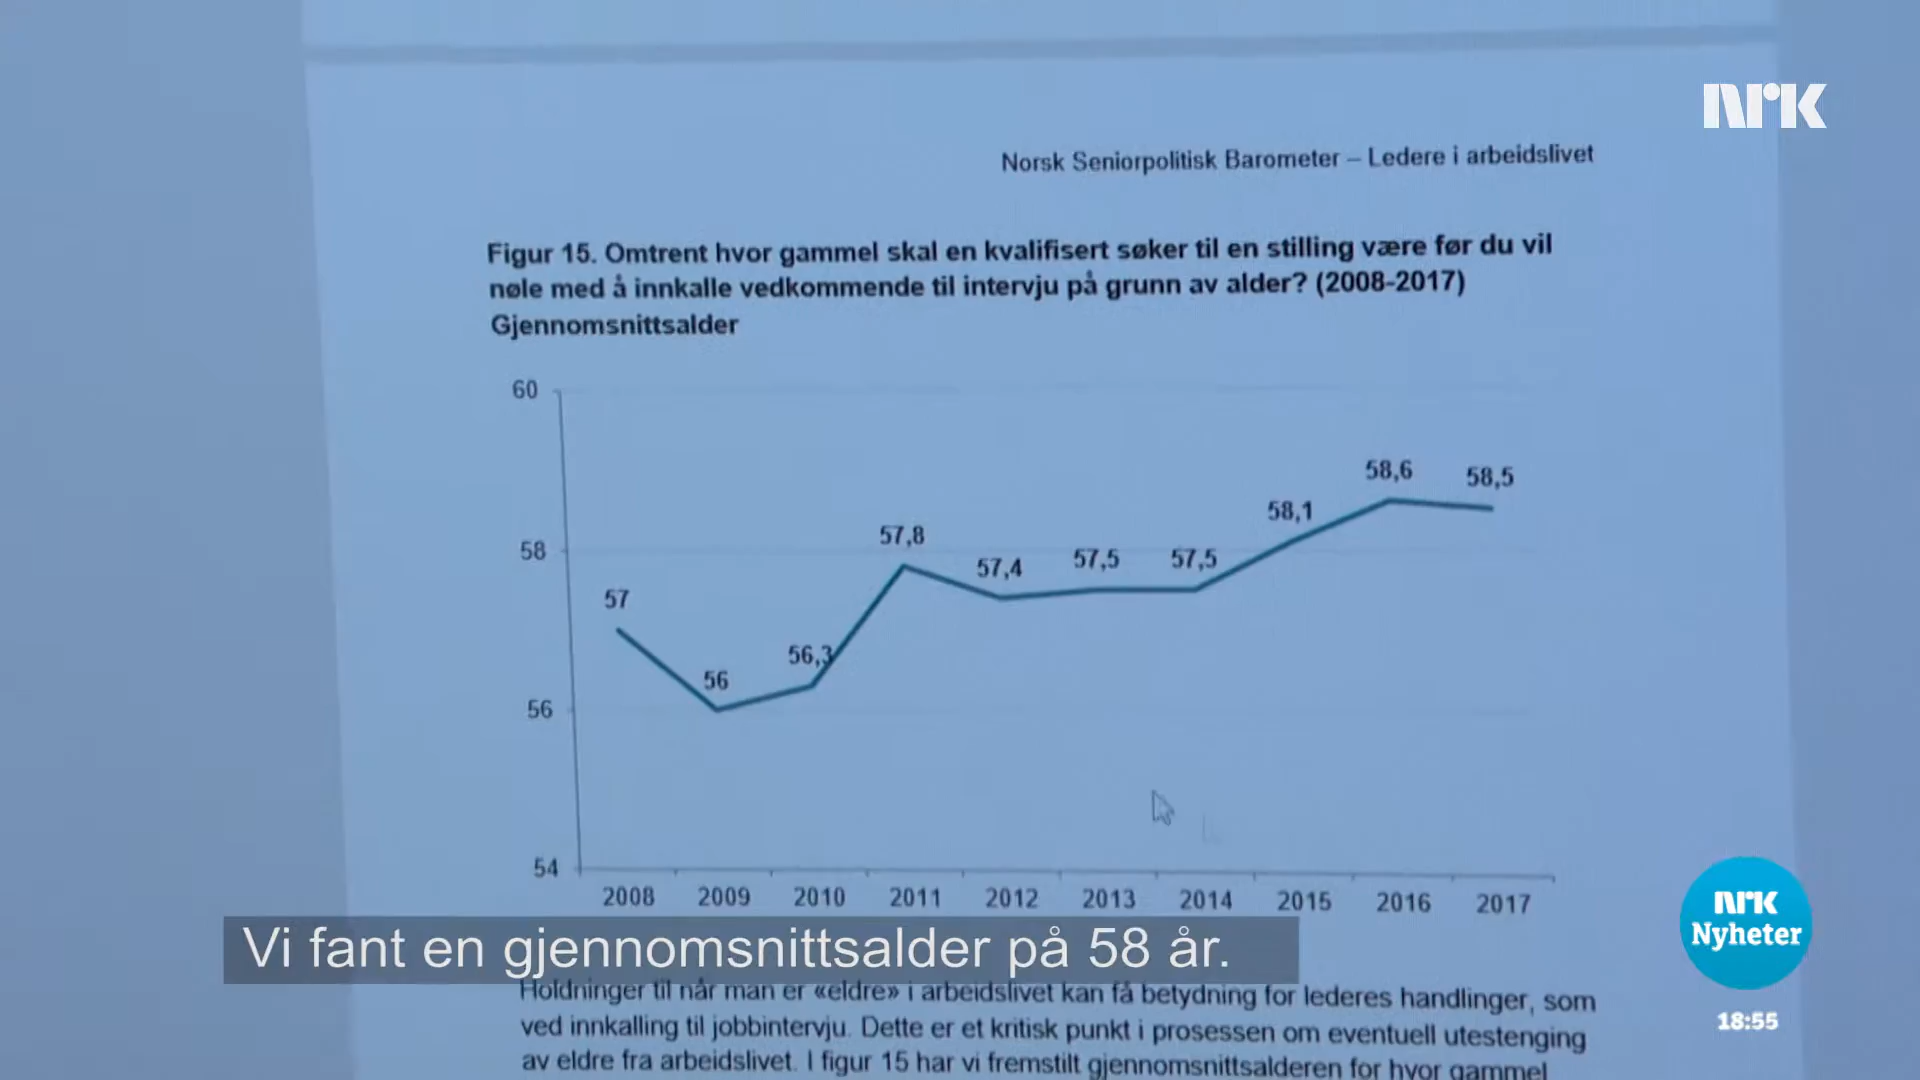 NRK
Norsk Seniorpolitisk Barometer – Ledere i arbeidslivet
Figur 15. Omtrent hvor gammel skal en kvalifisert søker til en stilling være før du vil
nøle med å innkalle vedkommende til intervju på grunn av alder? (2008-2017)
Gjennomsnittsalder
60
58,6
58,5
58,1
57,8
58
57,4
57,5
57,5
57
56,3
56
56
54
2008 2009 2010 2011 2012 2013 2014 2015 2016 2017
Vi fant en gjennomsnittsalder på 58 år.
NRK
Nyheter
Holdninger til når man er «eldre» i arbeidslivet kan få betydning for lederes handlinger, som
ved innkalling til jobbintervju. Dette er et kritisk punkt i prosessen om eventuell utestenging
18:55
av eldre fra arbeidslivet. I figur 15 har vi fremstilt gjennomsnittsalderen for hvor gammel